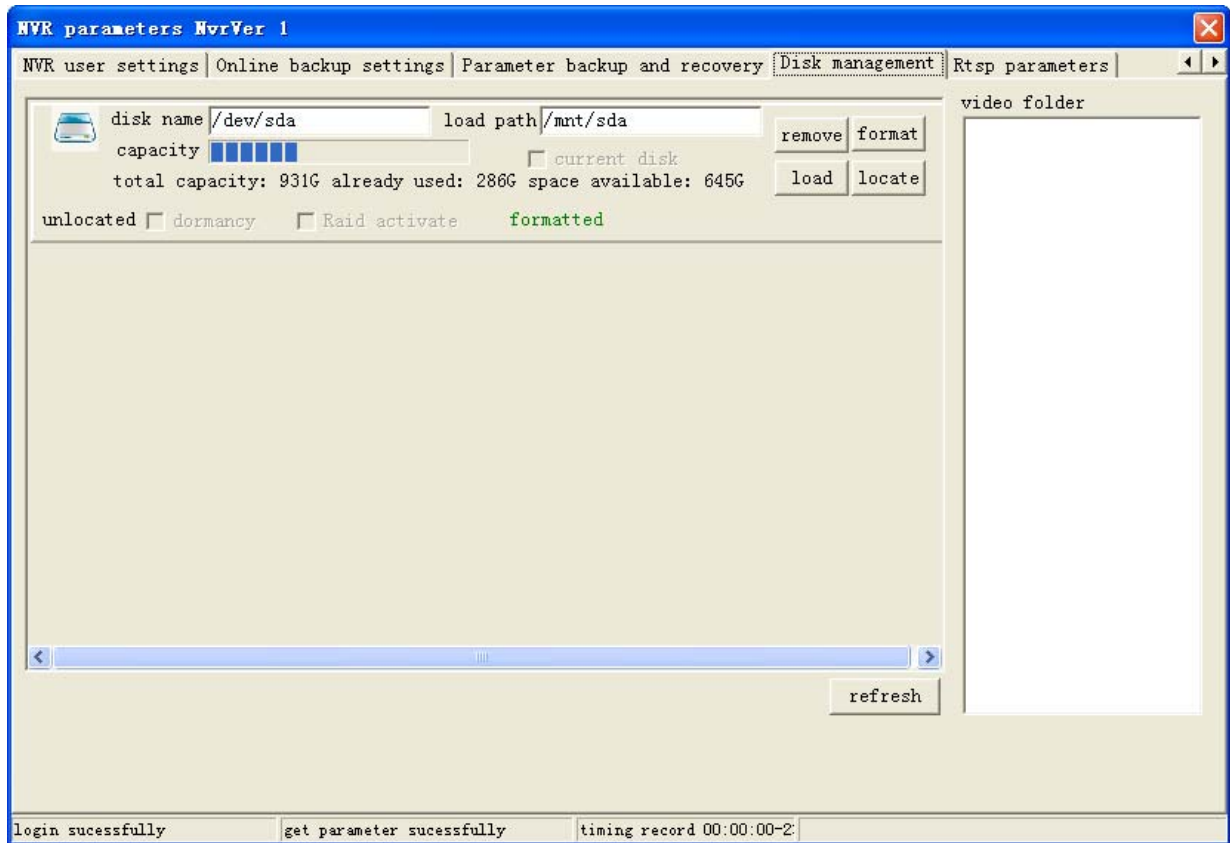 NVR parameters NvrVer 1
NVR user settings Online backup settings Parameter backup and recovery Disk management Rtsp parameters
video folder
disk name /dev/sda load path /mnt/sda remove format
capacity current disk
total capacity: 931G already used: 286G space available: 645G load locate
unlocated dormancy Raid activate formatted
refresh
login sucessfully get parameter sucessfully timing record 00:00:00-2